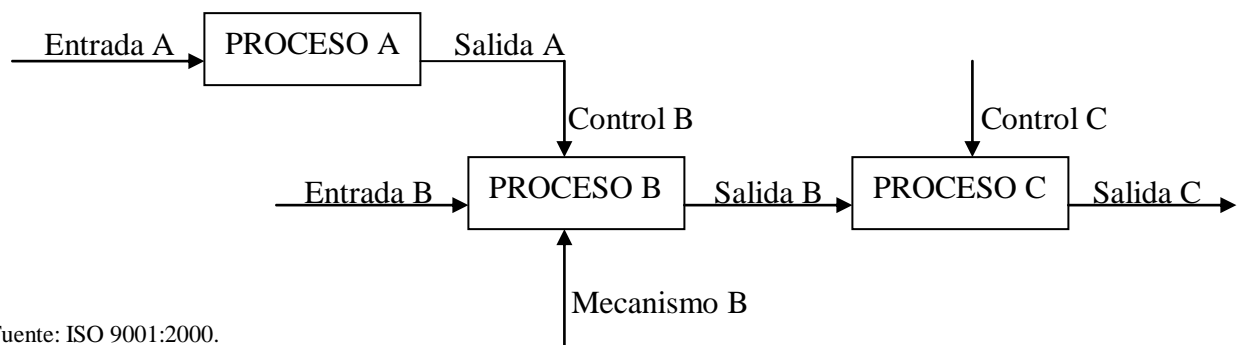 Entrada A
PROCESO A
Salida A
Control B
Control C
Entrada B
PROCESO B
Salida B
PROCESO C
Salida C
Mecanismo B
uente: ISO 9001:2000.